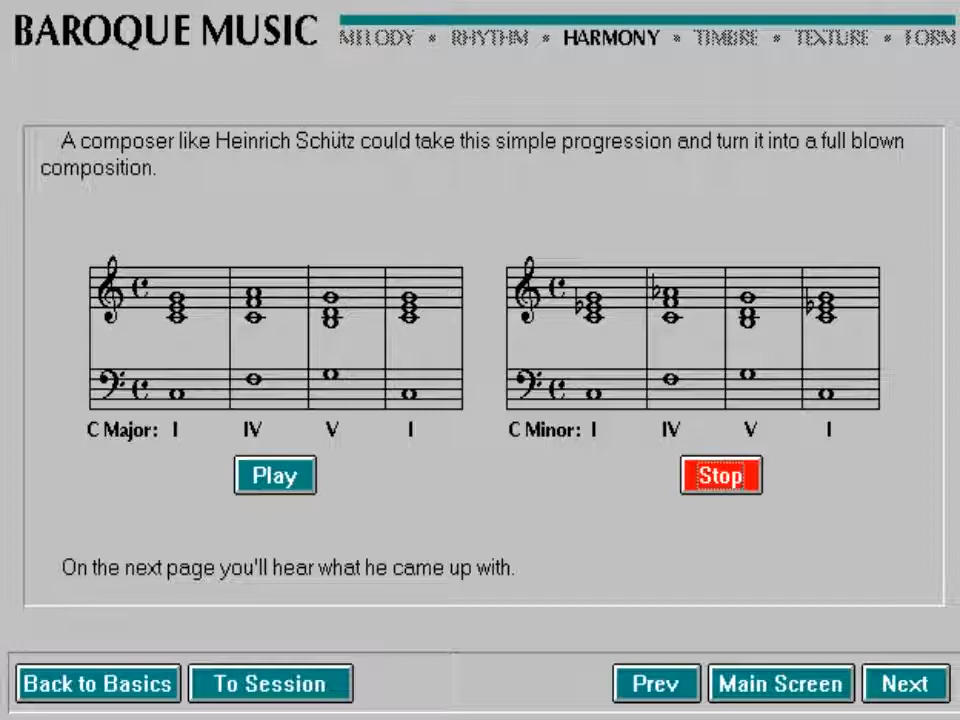 BAROQUE MUSIC MELODY • RHYTHM • HARMONY • TIMBRE • TEXTURE • FORM
A composer like Heinrich Schütz could take this simple progression and turn it into a full blown
composition.
C Major: I IV V I C Minor: I IV V I
Play Stop
On the next page you'll hear what he came up with.
Back to Basics To Session Prev Main Screen Next